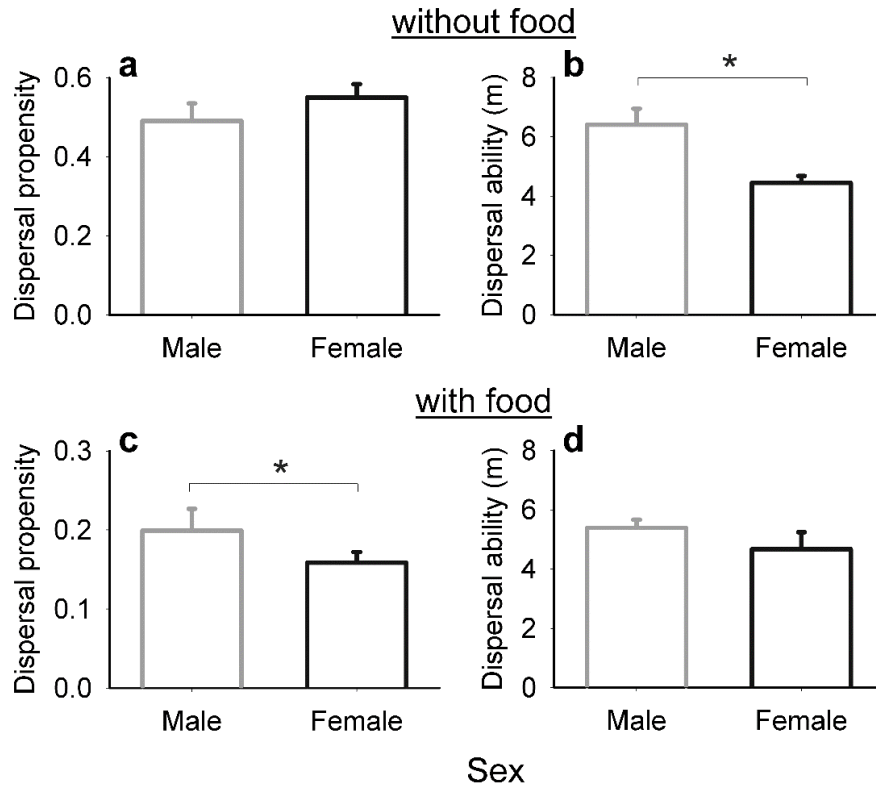 without food
a
Dispersal propensity
0.6
0.4
0.2
0.0
Male Female
b
*
Dispersal ability (m)
8
6
4
2
0
Male Female
with food
c
*
Dispersal propensity
0.3
0.2
0.1
0.0
Male Female
d
Dispersal ability (m)
8
6
4
2
0
Male Female
Sex